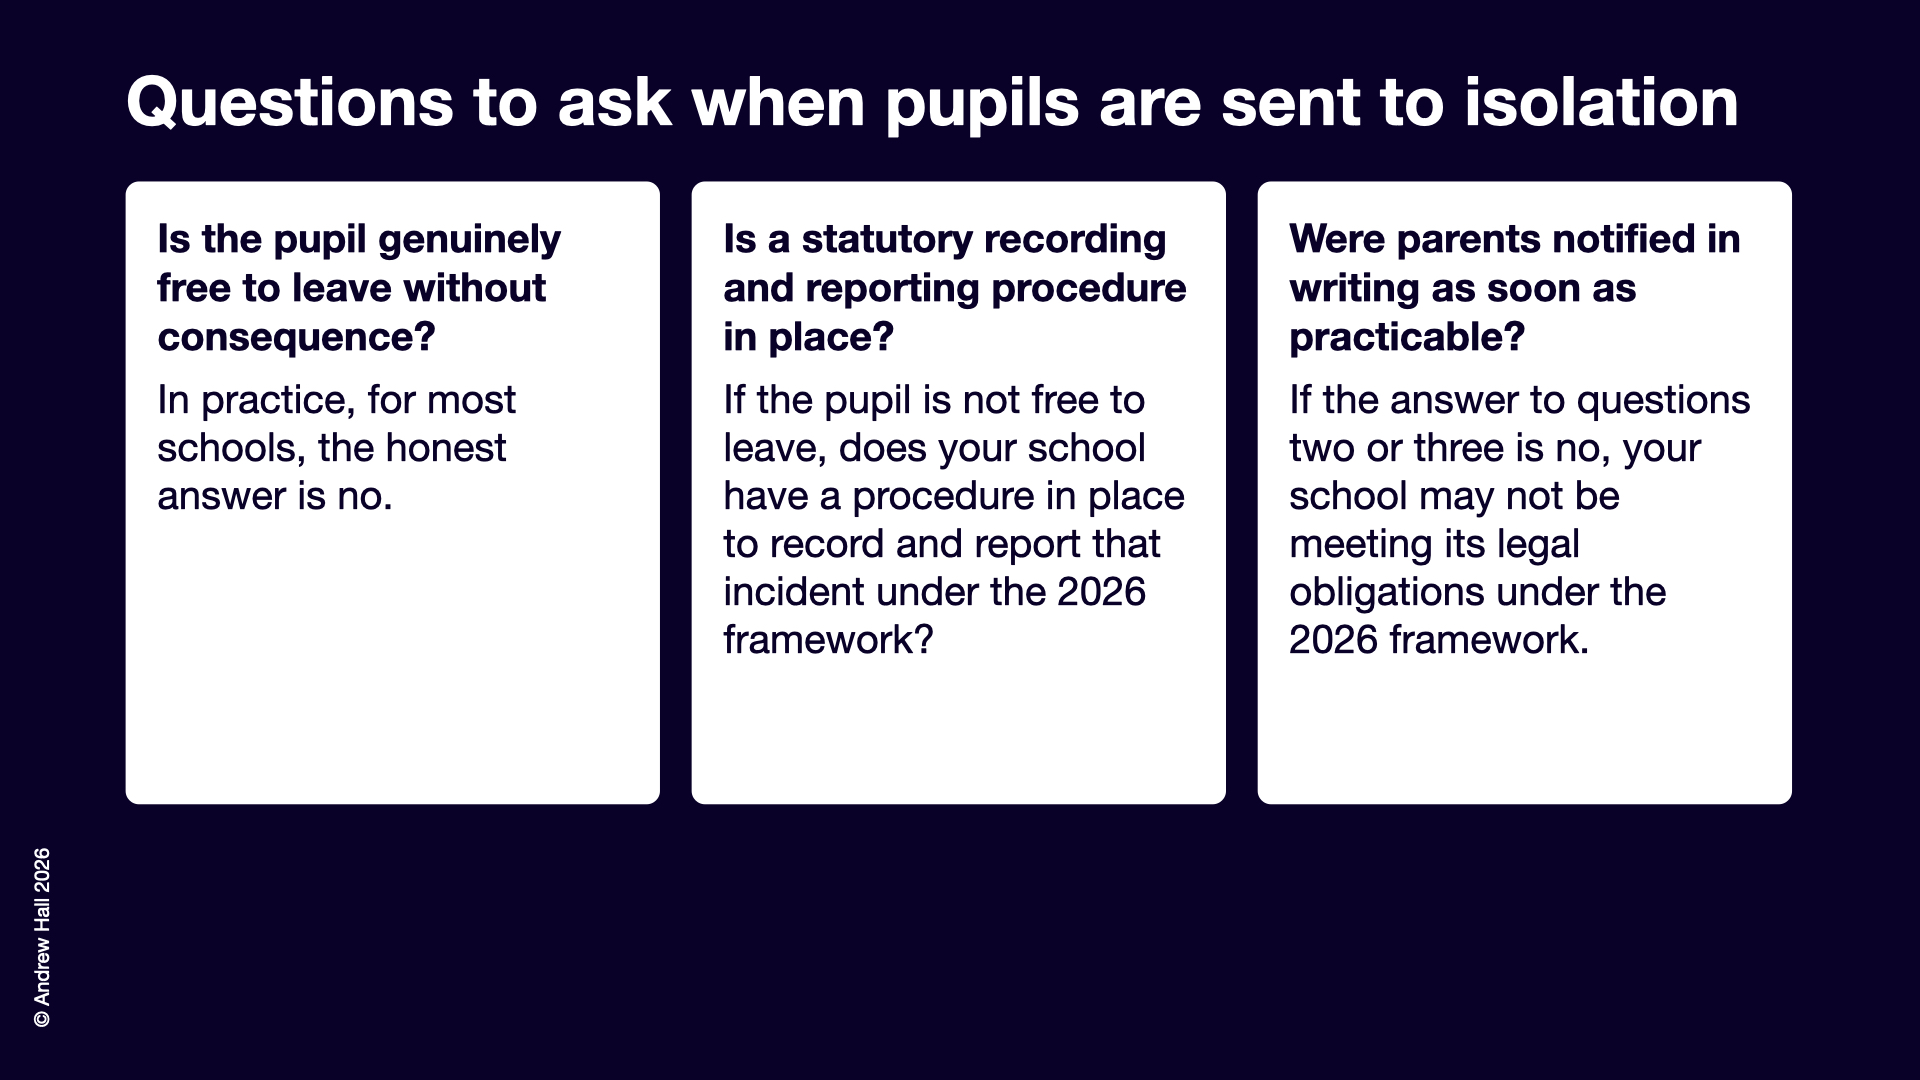 Questions to ask when pupils are sent to isolation
Is the pupil genuinely
free to leave without
consequence?
In practice, for most
schools, the honest
answer is no.
Is a statutory recording
and reporting procedure
in place?
If the pupil is not free to
leave, does your school
have a procedure in place
to record and report that
incident under the 2026
framework?
Were parents notified in
writing as soon as
practicable?
If the answer to questions
two or three is no, your
school may not be
meeting its legal
obligations under the
2026 framework.
© Andrew Hall 2026